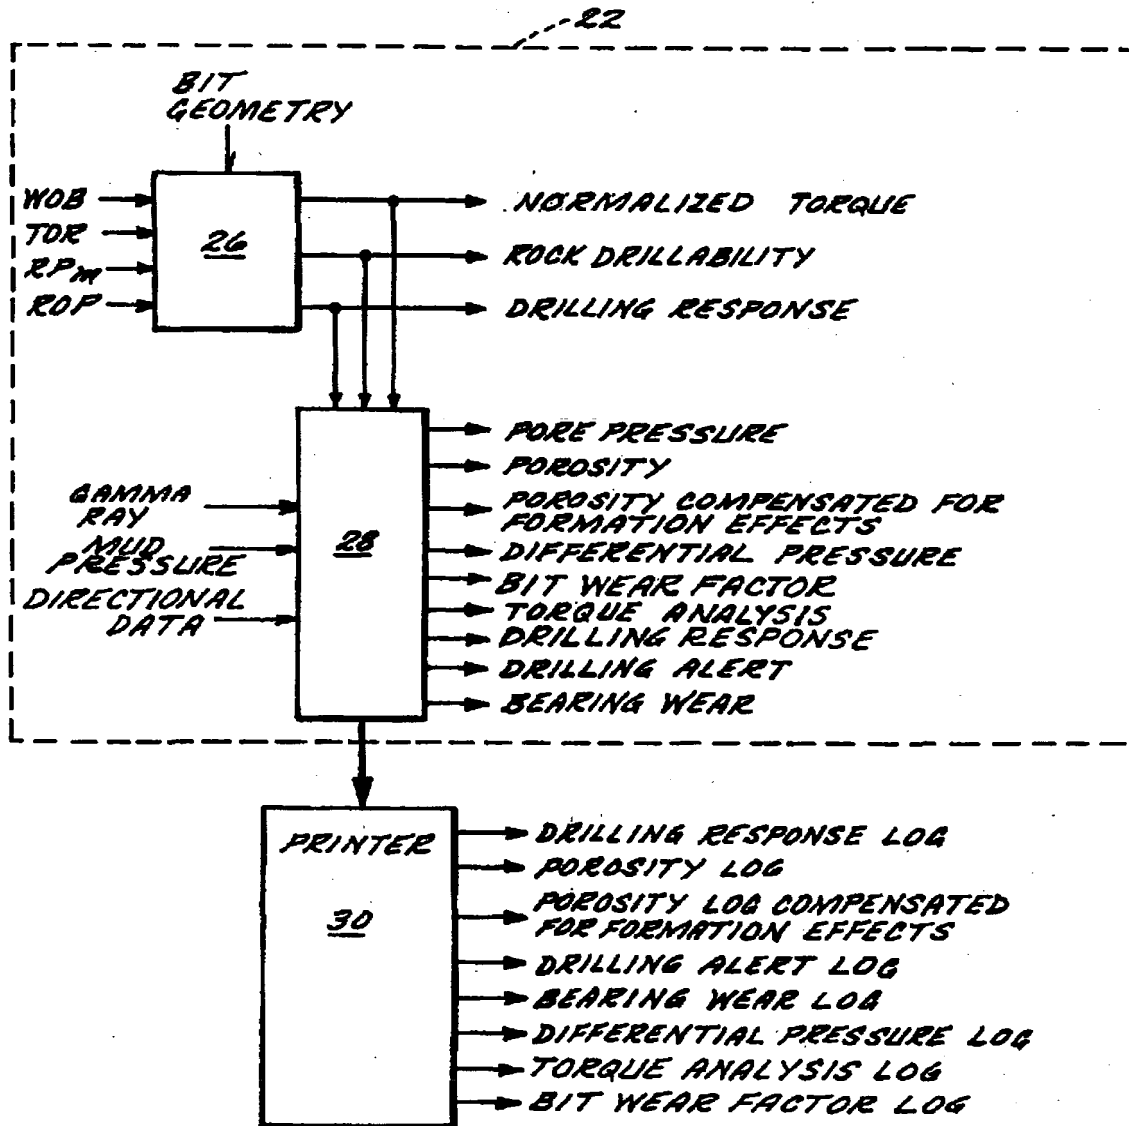 22
BIT
GEOMETRY
WOB
TOR
RPm
ROP
26
NORMALIZED TORQUE
ROCK DRILLABILITY
DRILLING RESPONSE
GAMMA
RAY
MUD
PRESSURE
DIRECTIONAL
DATA
28
PORE PRESSURE
POROSITY
POROSITY COMPENSATED FOR
FORMATION EFFECTS
DIFFERENTIAL PRESSURE
BIT WEAR FACTOR
TORQUE ANALYSIS
DRILLING RESPONSE
DRILLING ALERT
BEARING WEAR
PRINTER
30
DRILLING RESPONSE LOG
POROSITY LOG
POROSITY LOG COMPENSATED
FOR FORMATION EFFECTS
DRILLING ALERT LOG
BEARING WEAR LOG
DIFFERENTIAL PRESSURE LOG
TORQUE ANALYSIS LOG
BIT WEAR FACTOR LOG